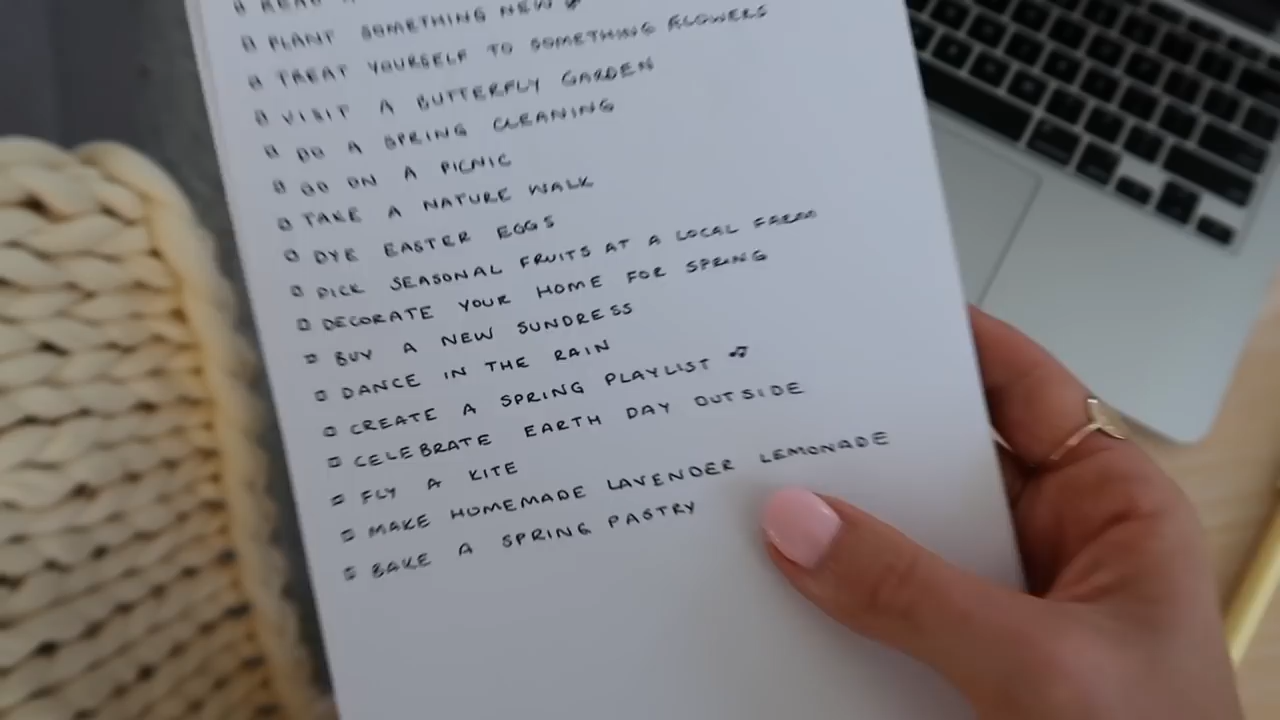 READ
PLANT SOMETHING NEW
TREAT YOURSELF TO SOMETHING FLOWERS
VISIT A BUTTERFLY GARDEN
DO A SPRING CLEANING
GO ON A PICNIC
TAKE A NATURE WALK
DYE EASTER EGGS
PICK SEASONAL FRUITS AT A LOCAL FARM
DECORATE YOUR HOME FOR SPRING
BUY A NEW SUNDRESS
DANCE IN THE RAIN
CREATE A SPRING PLAYLIST
CELEBRATE EARTH DAY OUTSIDE
FLY A KITE
MAKE HOMEMADE LAVENDER LEMONADE
BAKE A SPRING PASTRY